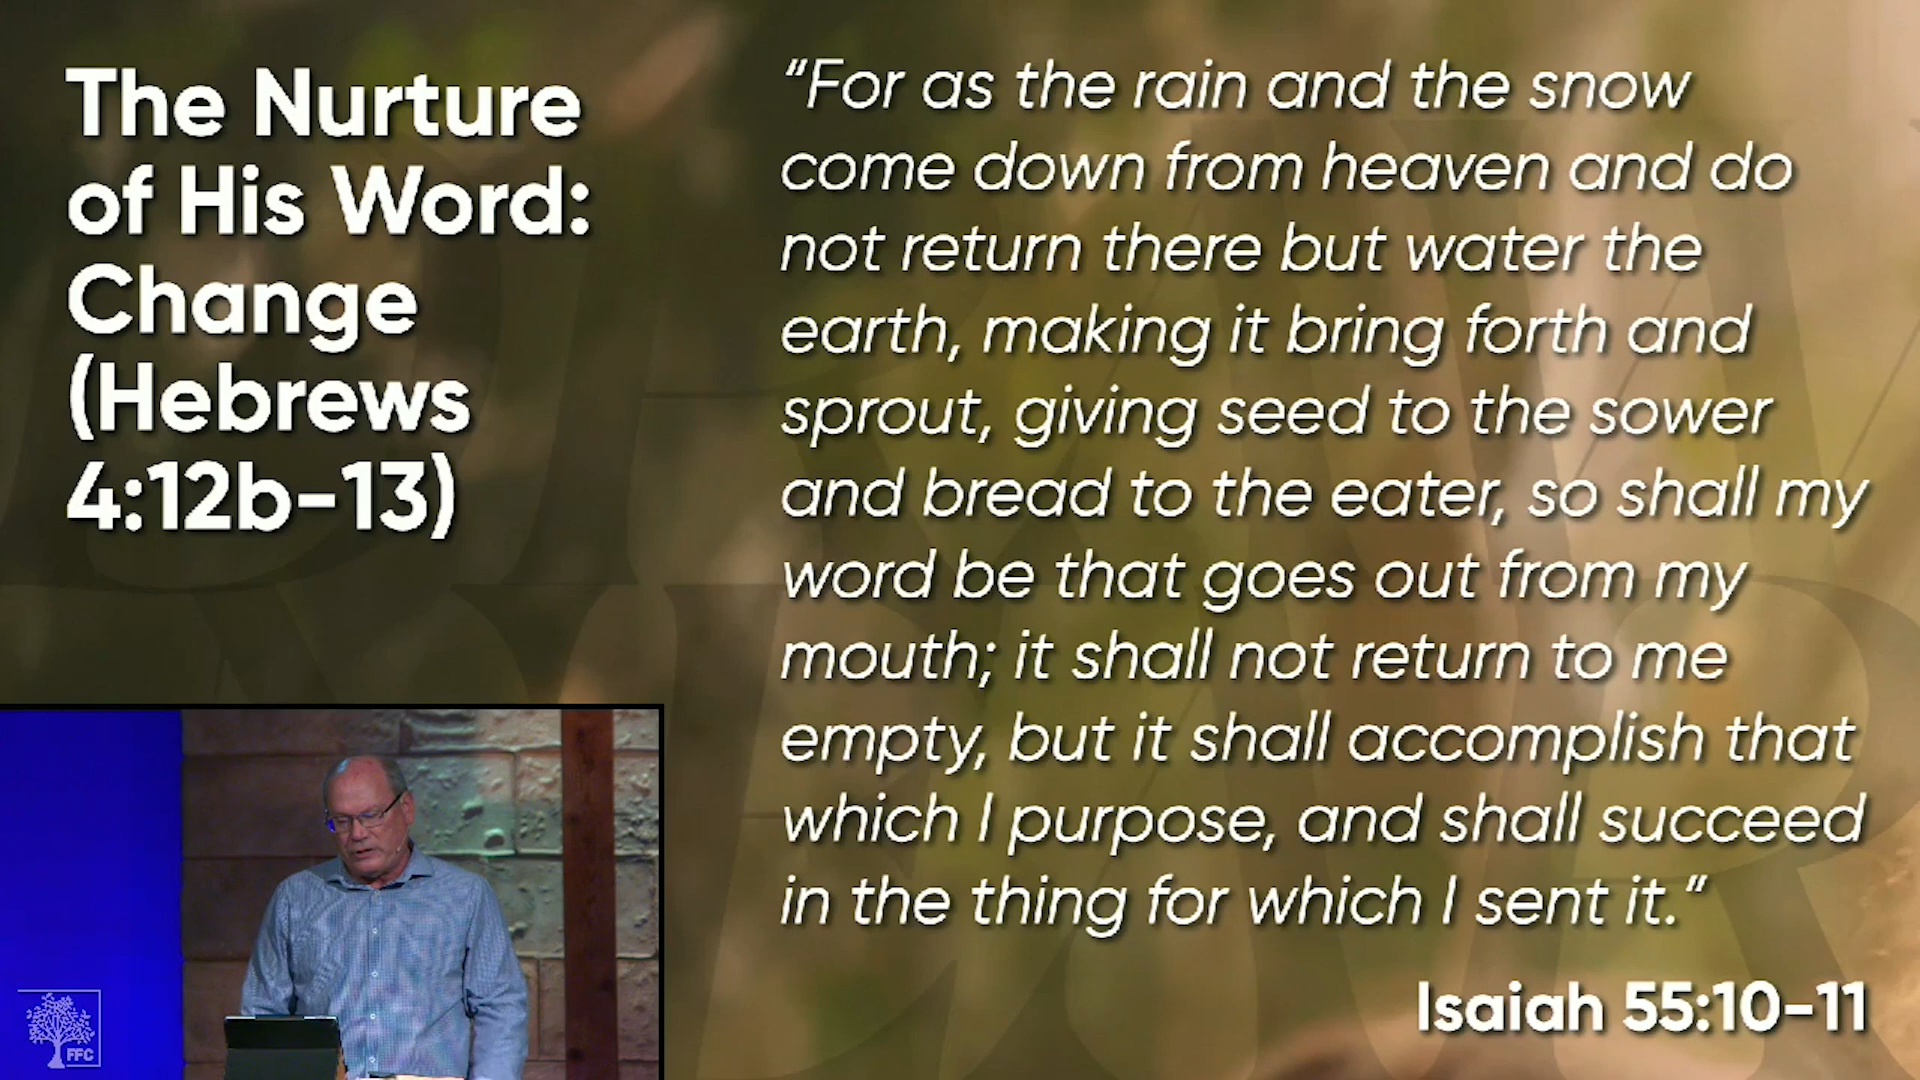 The Nurture
of His Word:
Change
(Hebrews
4:12b-13)
“For as the rain and the snow
come down from heaven and do
not return there but water the
earth, making it bring forth and
sprout, giving seed to the sower
and bread to the eater, so shall my
word be that goes out from my
mouth; it shall not return to me
empty, but it shall accomplish that
which I purpose, and shall succeed
in the thing for which I sent it.”
Isaiah 55:10-11
FFC